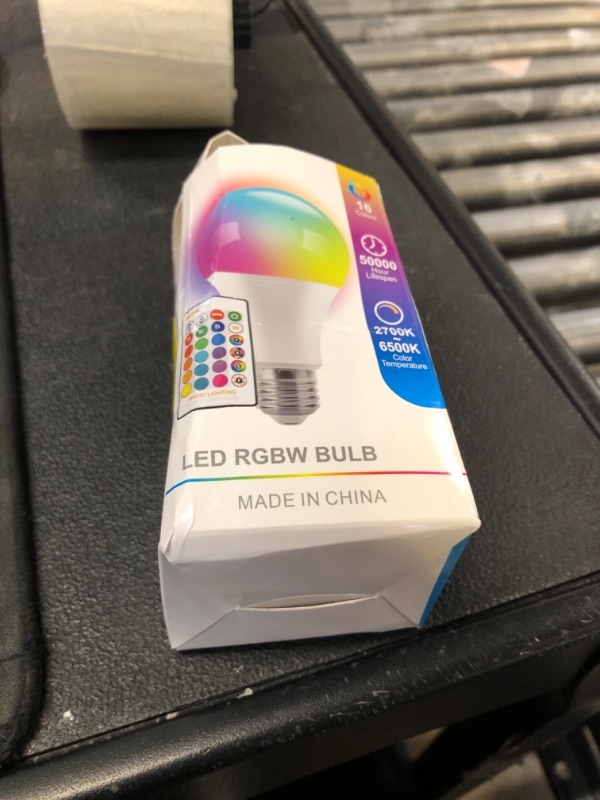 16
Colors
50000
Hour
Lifespan
2700K
~
6500K
Color
Temperature
W
B
LED RGBW BULB
MADE IN CHINA